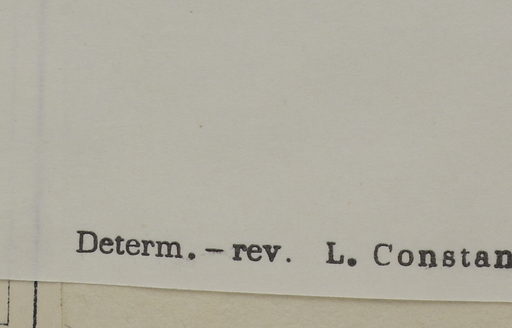 Determ. – rev. L. Constan